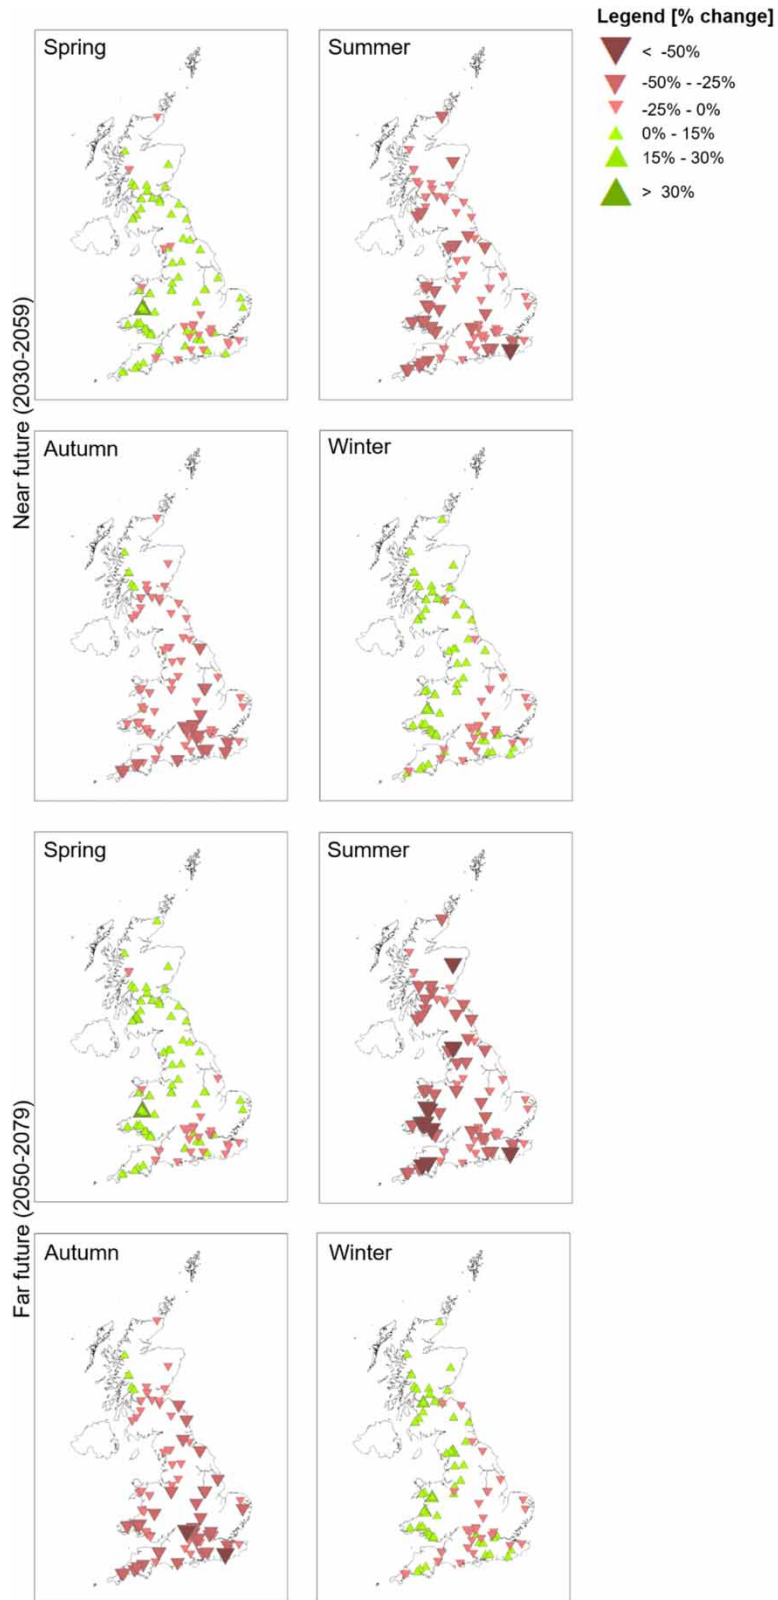 Legend [% change]
< -50%
-50% - -25%
-25% - 0%
0% - 15%
15% - 30%
> 30%
Near future (2030-2059)
Spring
Summer
Autumn
Winter
Far future (2050-2079)
Spring
Summer
Autumn
Winter